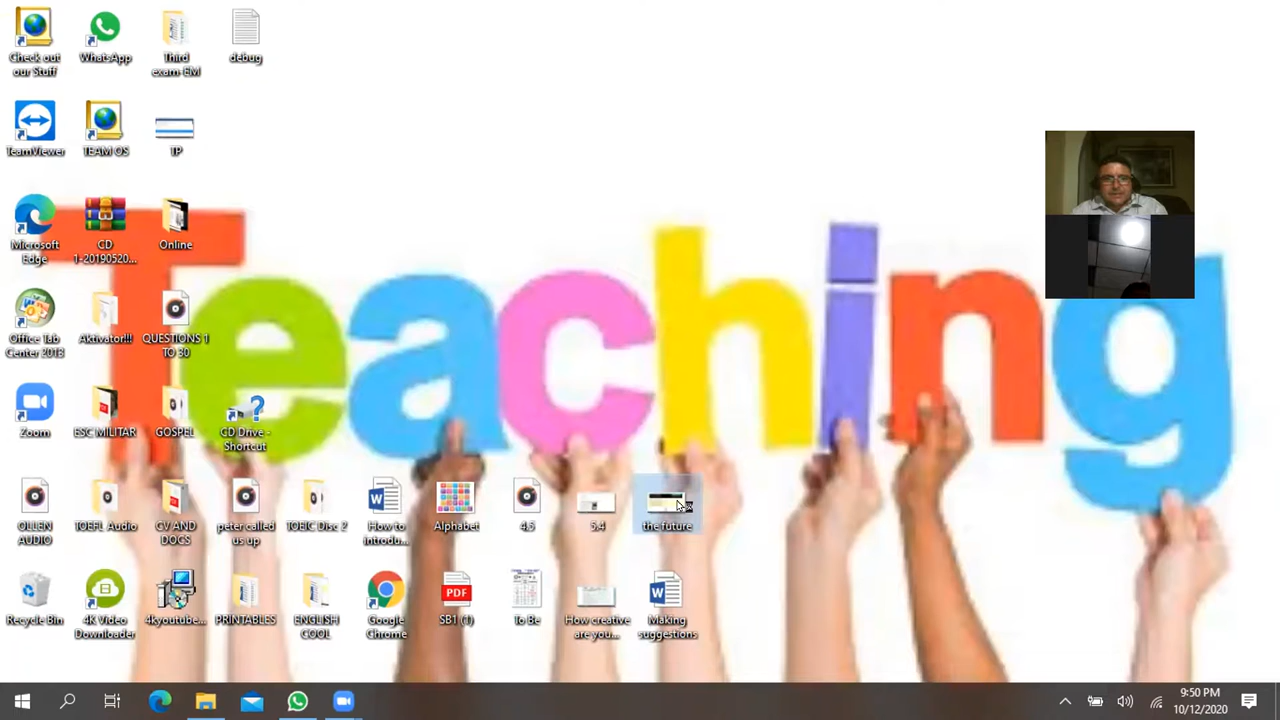 Check out
our Stuff
WhatsApp
Third
exam-EM
debug
TeamViewer
TEAM OS
TP
Microsoft
Edge
CD
1-20190520...
Online
Office Tab
Center 2013
Aktivator!!!
QUESTIONS 1
TO 30
Zoom
ESC MILITAR
GOSPEL
CD Drive -
Shortcut
OLLEN
AUDIO
TOEFL Audio
CV AND
DOCS
peter called
us up
TOEIC Disc 2
How to
introdu...
Alphabet
4.5
5.4
the future
Recycle Bin
4K Video
Downloader
4kyoutube...
PRINTABLES
ENGLISH
COOL
Google
Chrome
PDF
SB1 (1)
To Be
How creative
are you...
Making
suggestions
Teaching
9:50 PM
10/12/2020